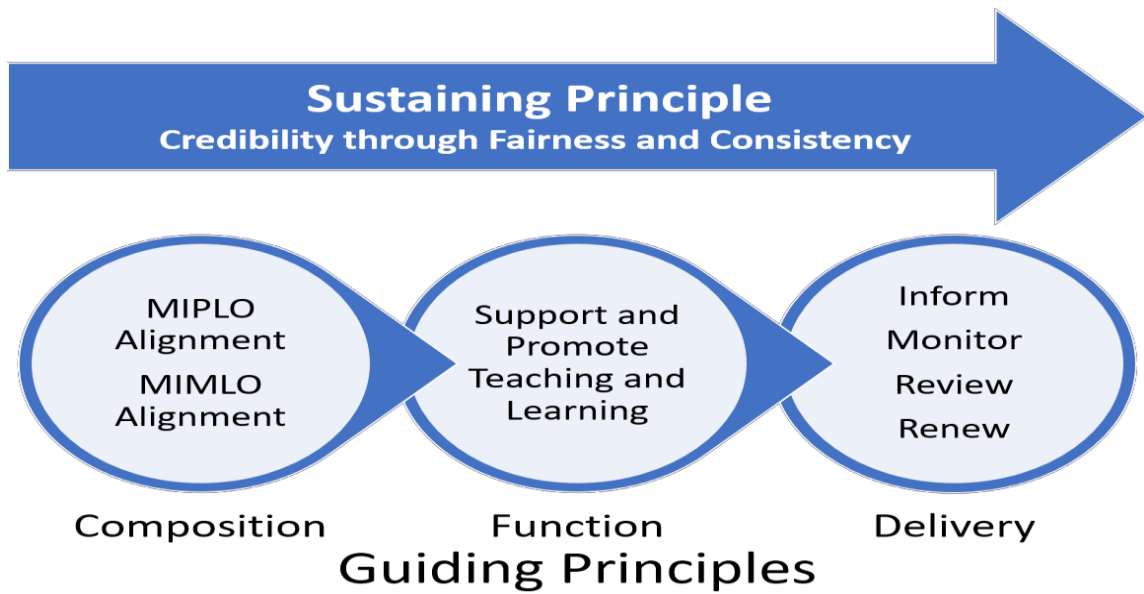 Sustaining Principle
Credibility through Fairness and Consistency
MIPLO
Alignment
MIMLO
Alignment
Support and
Promote
Teaching and
Learning
Inform
Monitor
Review
Renew
Composition
Function
Delivery
Guiding Principles